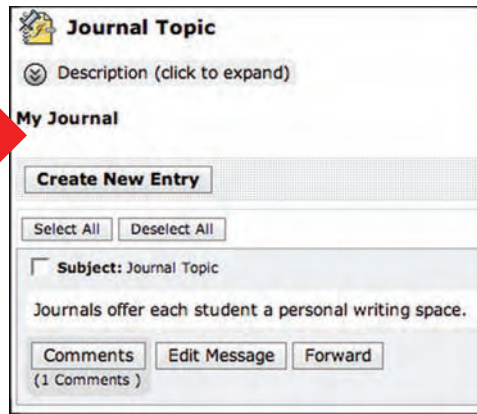 Journal Topic
Description (click to expand)
My Journal
Create New Entry
Select All Deselect All
Subject: Journal Topic
Journals offer each student a personal writing space.
Comments Edit Message Forward
(1 Comments )